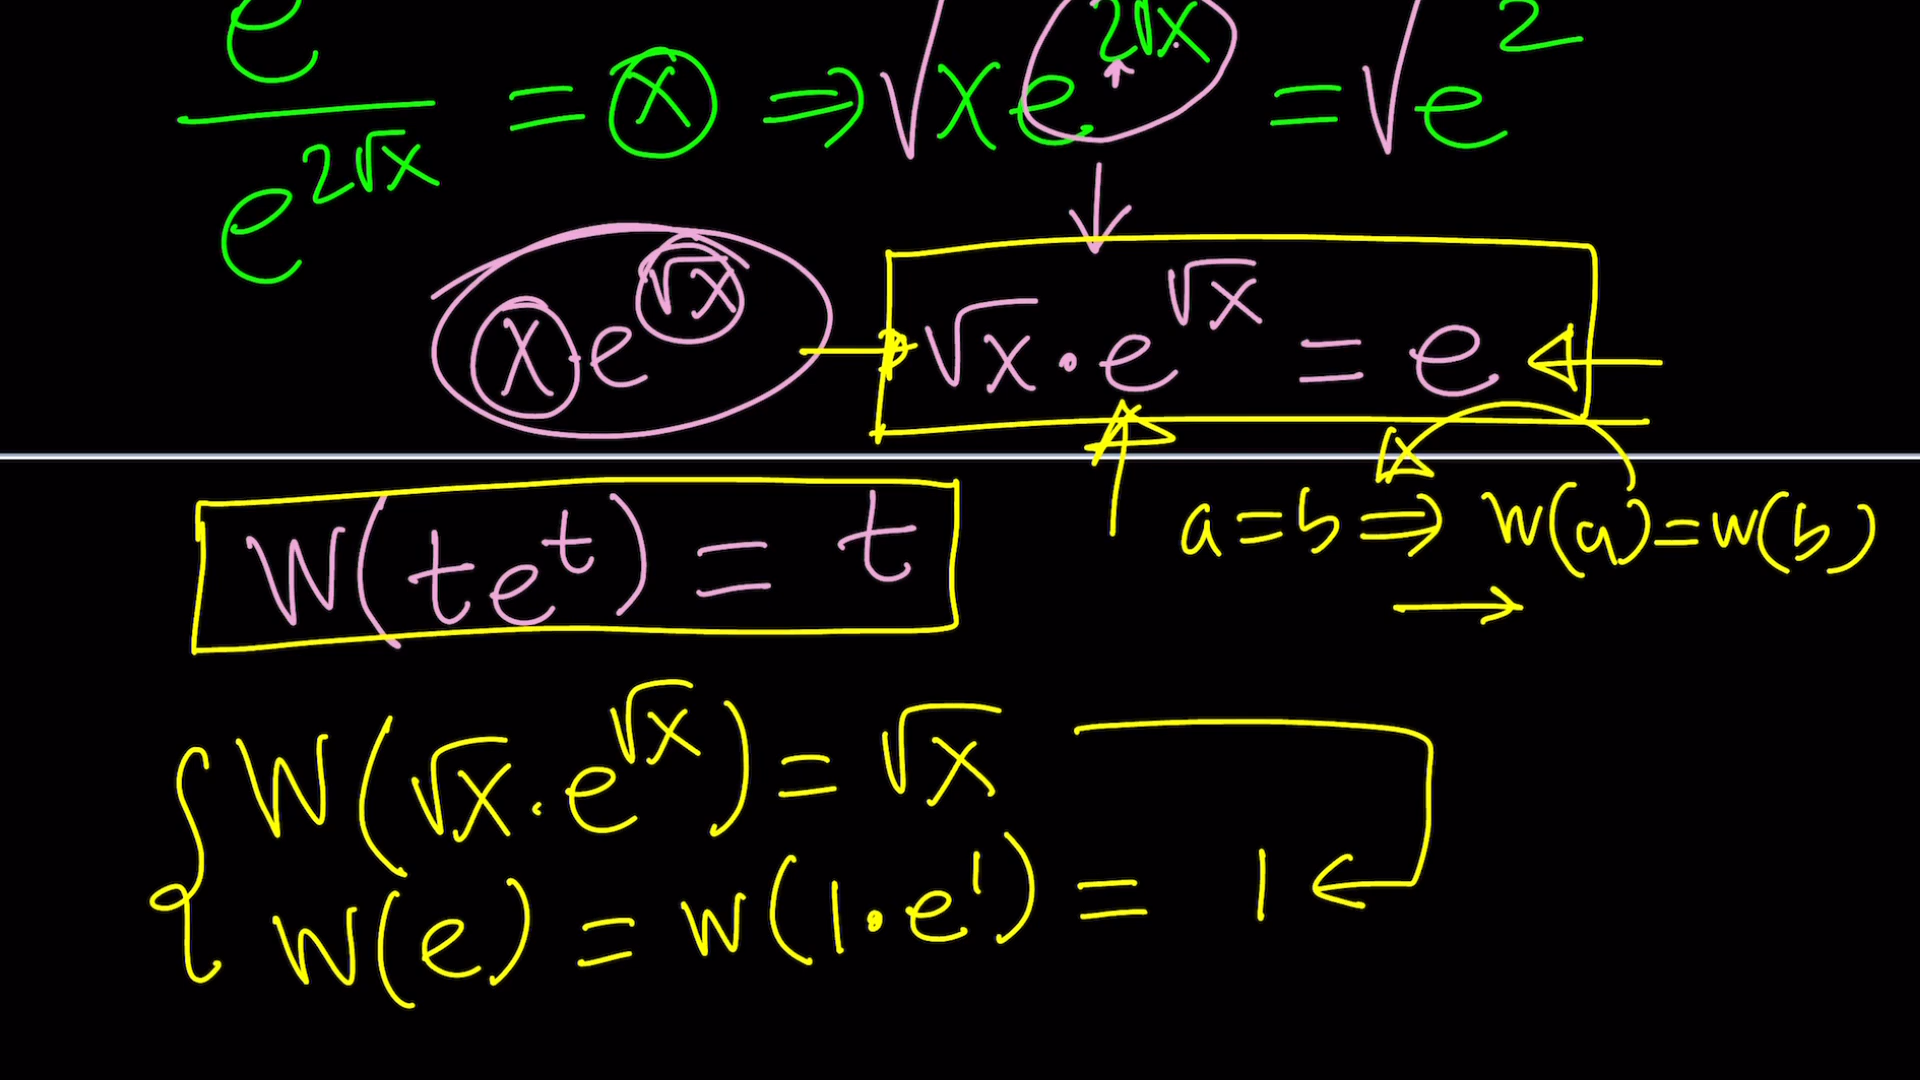 e / e^(2√x) = x ⇒ √(x e^(2√x)) = √(e^2)
x e^(√x) → √x · e^(√x) = e
W(te^t) = t
a = b ⇒ W(a) = W(b)
W(√x · e^(√x)) = √x
W(e) = W(1 · e^1) = 1